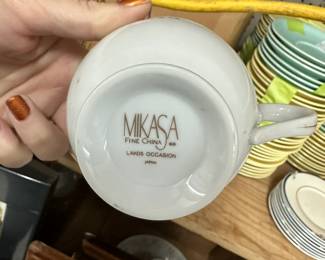 MIKASA
FINE CHINA
LANDS OCCASION
JAPAN